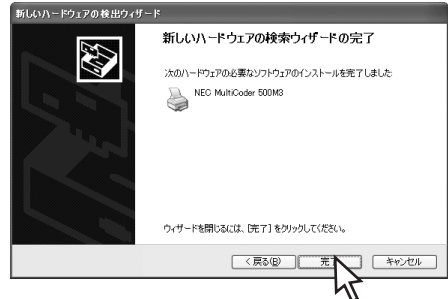 新しいハードウェアの検出ウィザード
新しいハードウェアの検索ウィザードの完了
次のハードウェアの必要なソフトウェアのインストールを完了しました
NEC MultiCoder 500M3
ウィザードを閉じるには、[完了] をクリックしてください。
< 戻る(B)
完了
キャンセル